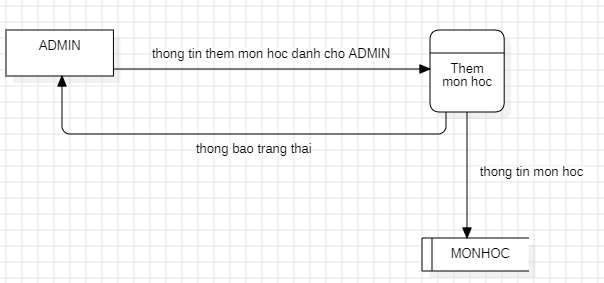 ADMIN
thong tin them mon hoc danh cho ADMIN
Them
mon hoc
thong bao trang thai
thong tin mon hoc
MONHOC